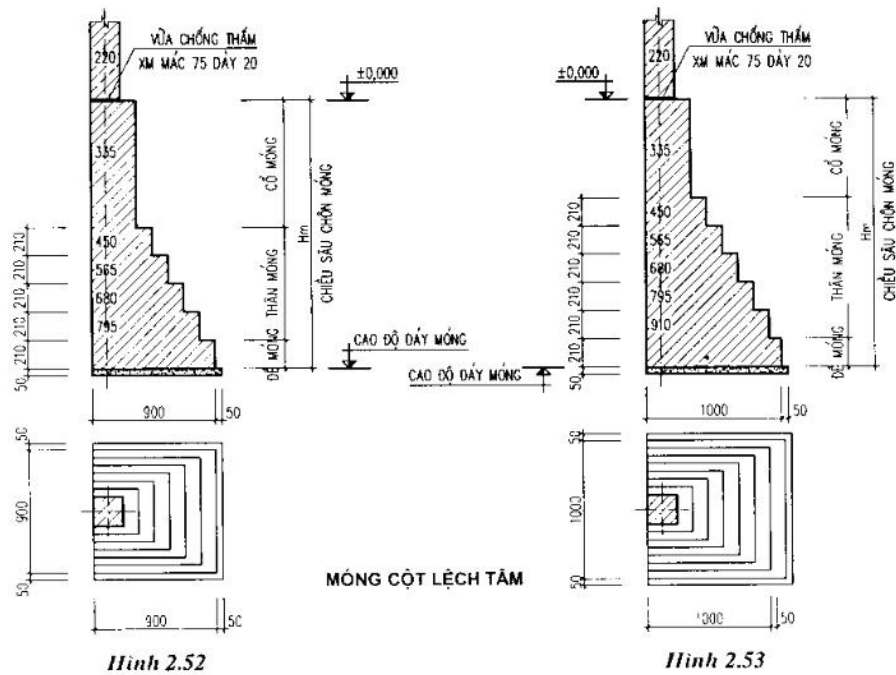 VỮA CHỐNG THẤM
XM MÁC 75 DÀY 20
220
±0,000
335
CỔ MÓNG
CHIỀU SÂU CHÔN MÓNG
Hm
450
565
680
795
210
210
210
210
210
50
THÂN MÓNG
ĐẾ MÓNG
CAO ĐỘ ĐÁY MÓNG
900
50
50
900
50
900
50
Hình 2.52
MÓNG CỘT LỆCH TÂM
VỮA CHỐNG THẤM
XM MÁC 75 DÀY 20
220
±0,000
335
CỔ MÓNG
CHIỀU SÂU CHÔN MÓNG
Hm
450
565
680
795
910
210
210
210
210
210
210
50
THÂN MÓNG
ĐẾ MÓNG
CAO ĐỘ ĐÁY MÓNG
1000
50
50
1000
50
1000
50
Hình 2.53